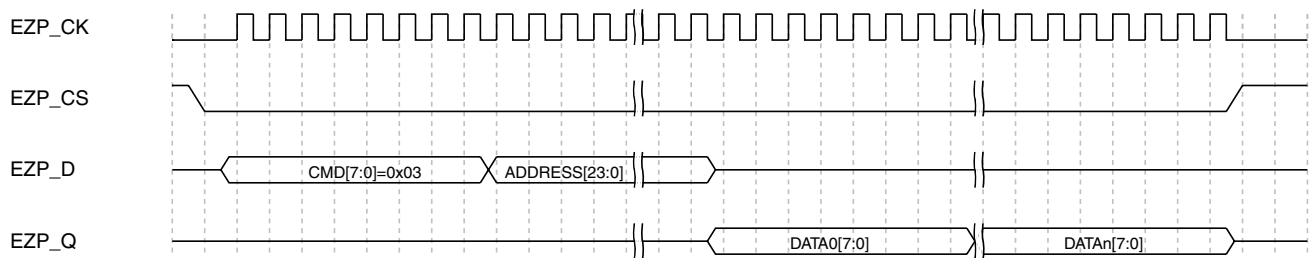 EZP_CK
EZP_CS
EZP_D
CMD[7:0]=0x03 ADDRESS[23:0]
EZP_Q
DATA0[7:0] DATAn[7:0]